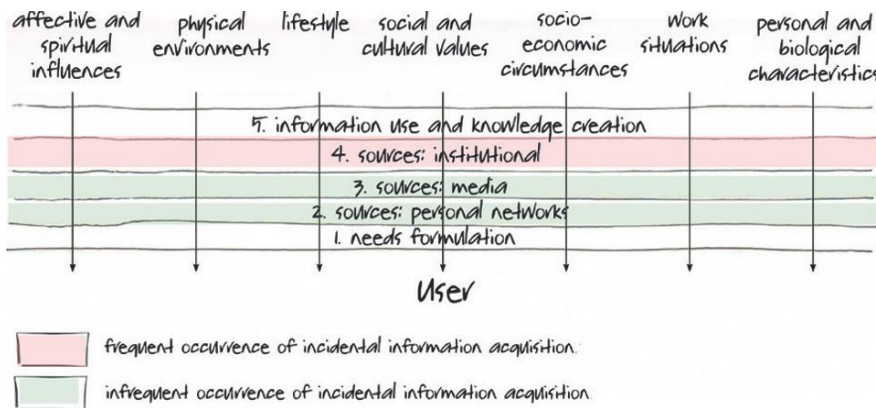 affective and
spiritual
influences
physical
environments
lifestyle
social and
cultural values
socio-
economic
circumstances
work
situations
personal and
biological
characteristics
5. information use and knowledge creation
4. sources: institutional
3. sources: media
2. sources: personal networks
1. needs formulation
User
frequent occurrence of incidental information acquisition.
infrequent occurrence of incidental information acquisition.